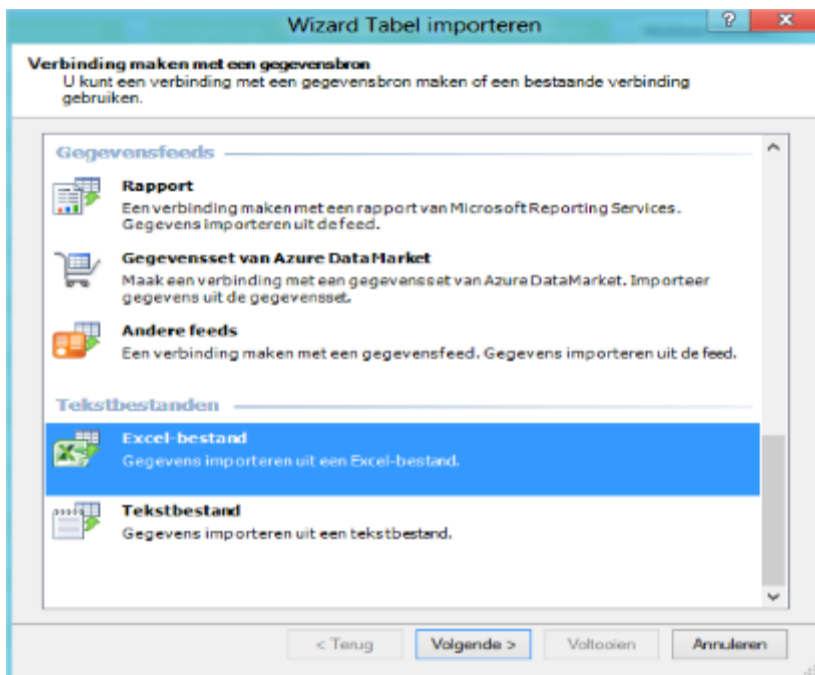 Wizard Tabel importeren
?
Verbinding maken met een gegevensbron
U kunt een verbinding met een gegevensbron maken of een bestaande verbinding
gebruiken.
Gegevensfeeds
Rapport
Een verbinding maken met een rapport van Microsoft Reporting Services.
Gegevens importeren uit de feed.
Gegevensset van Azure DataMarket
Maak een verbinding met een gegevensset van Azure DataMarket. Importeer
gegevens uit de gegevensset.
Andere feeds
Een verbinding maken met een gegevensfeed. Gegevens importeren uit de feed.
Tekstbestanden
Excel-bestand
Gegevens importeren uit een Excel-bestand.
Tekstbestand
Gegevens importeren uit een tekstbestand.
< Terug
Volgende >
Voltooien
Annuleren